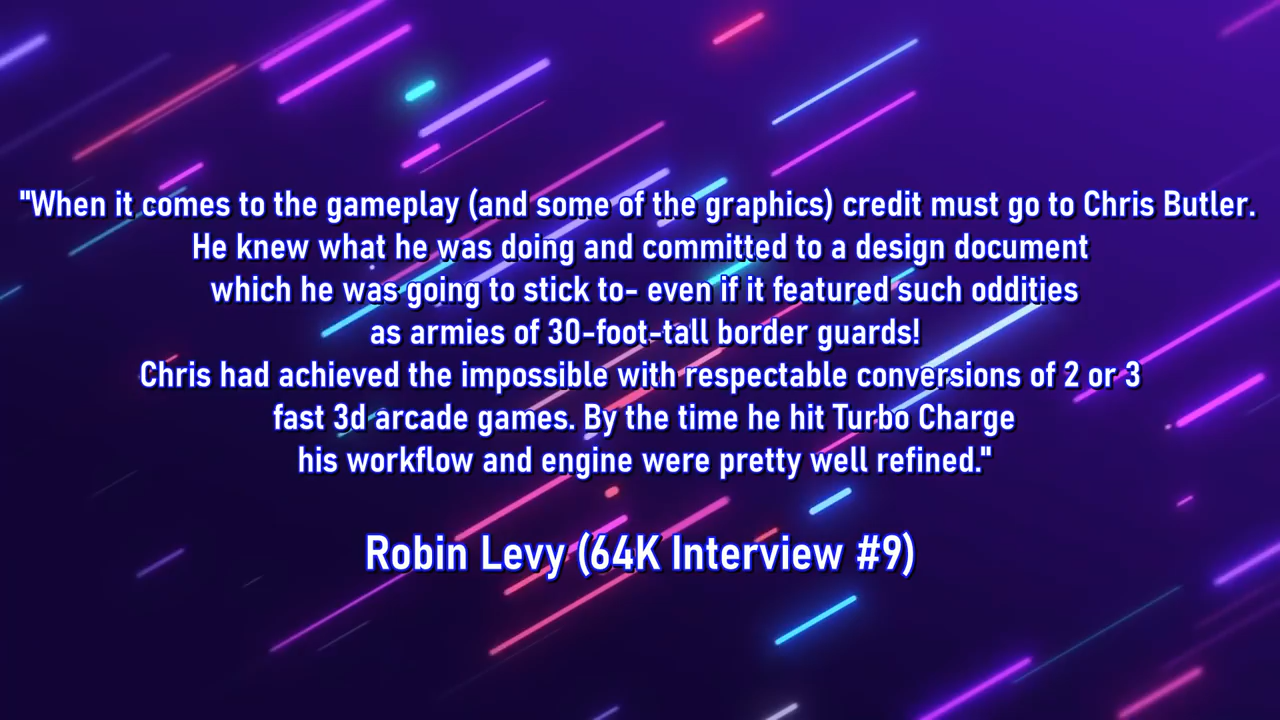 "When it comes to the gameplay (and some of the graphics) credit must go to Chris Butler.
He knew what he was doing and committed to a design document
which he was going to stick to- even if it featured such oddities
as armies of 30-foot-tall border guards!
Chris had achieved the impossible with respectable conversions of 2 or 3
fast 3d arcade games. By the time he hit Turbo Charge
his workflow and engine were pretty well refined."
Robin Levy (64K Interview #9)